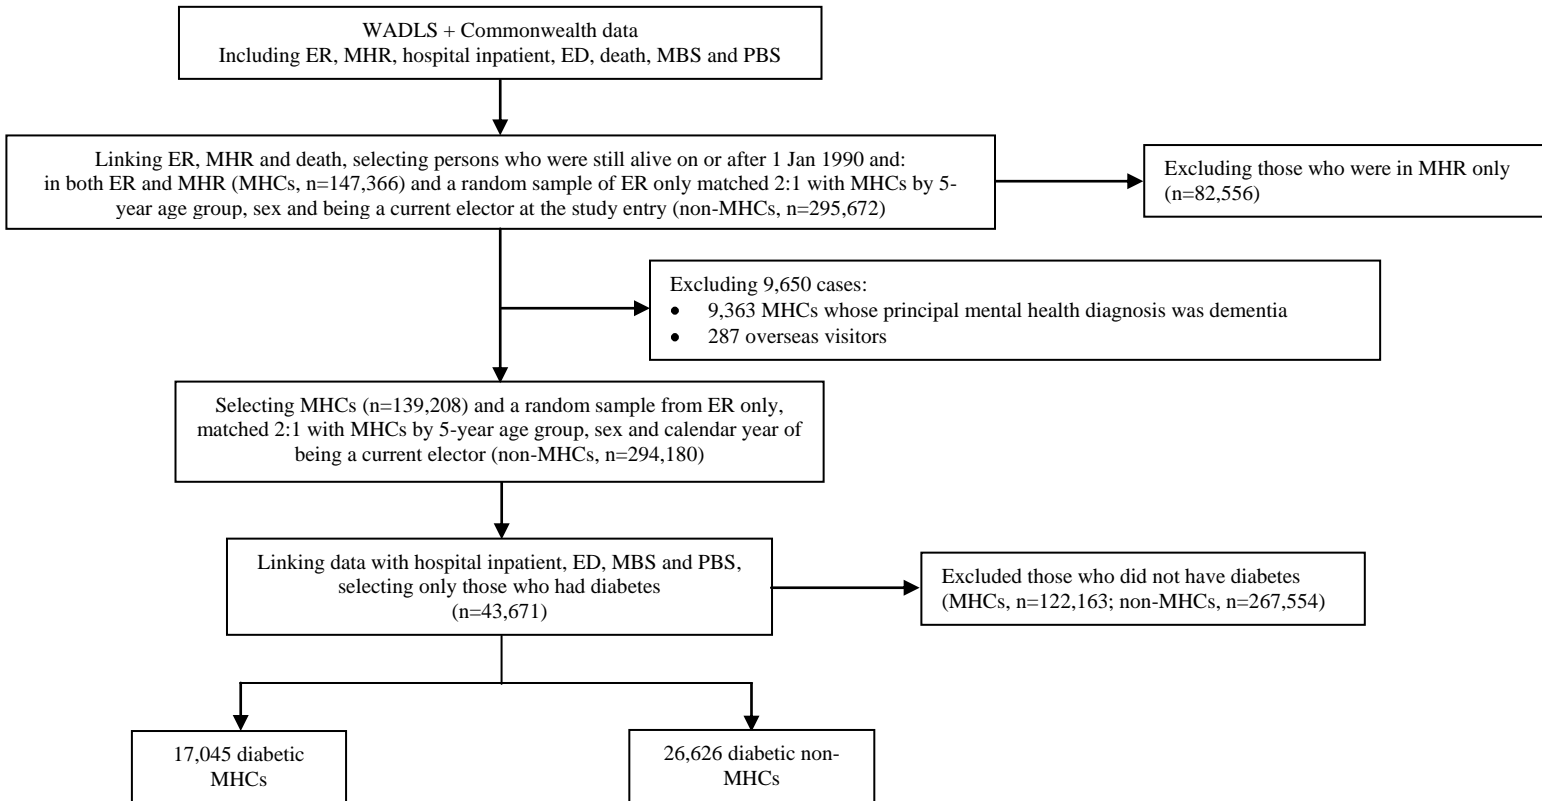 WADLS + Commonwealth data
Including ER, MHR, hospital inpatient, ED, death, MBS and PBS
Linking ER, MHR and death, selecting persons who were still alive on or after 1 Jan 1990 and:
in both ER and MHR (MHCs, n=147,366) and a random sample of ER only matched 2:1 with MHCs by 5-
year age group, sex and being a current elector at the study entry (non-MHCs, n=295,672)
Excluding those who were in MHR only
(n=82,556)
Excluding 9,650 cases:
• 9,363 MHCs whose principal mental health diagnosis was dementia
• 287 overseas visitors
Selecting MHCs (n=139,208) and a random sample from ER only,
matched 2:1 with MHCs by 5-year age group, sex and calendar year of
being a current elector (non-MHCs, n=294,180)
Linking data with hospital inpatient, ED, MBS and PBS,
selecting only those who had diabetes
(n=43,671)
Excluded those who did not have diabetes
(MHCs, n=122,163; non-MHCs, n=267,554)
17,045 diabetic
MHCs
26,626 diabetic non-
MHCs